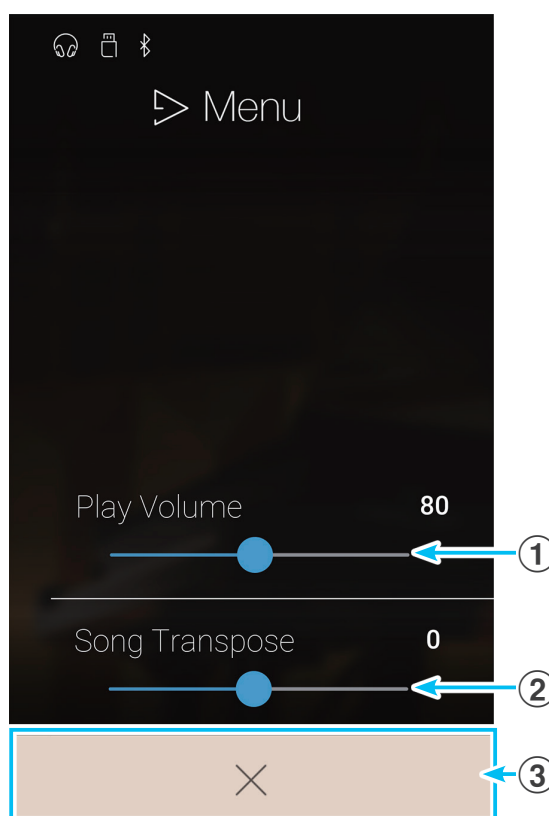 Menu
Play Volume 80
①
Song Transpose 0
②
③